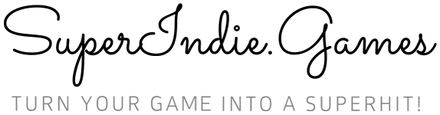 SuperIndie.Games
TURN YOUR GAME INTO A SUPERHIT!